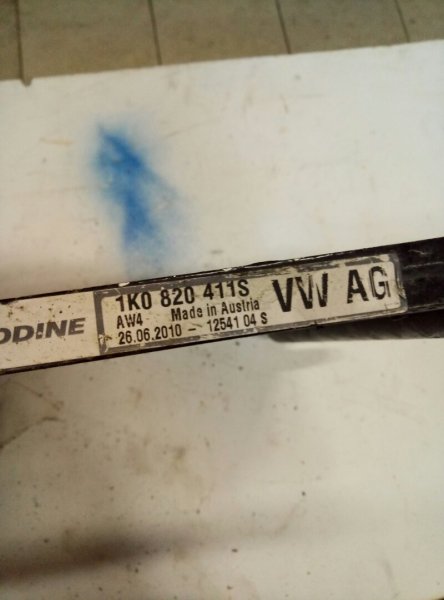 ODINE
1K0 820 411S
AW4 Made in Austria
26.06.2010 - 12541 04 S
VW AG